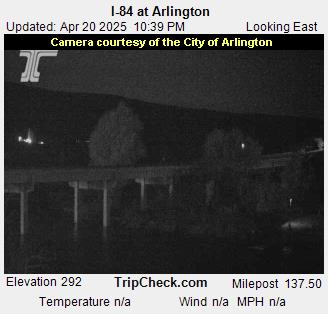 I-84 at Arlington
Updated: Apr 20 2025 10:39 PM Looking East
Camera courtesy of the City of Arlington
Elevation 292 TripCheck.com Milepost 137.50
Temperature n/a Wind n/a MPH n/a